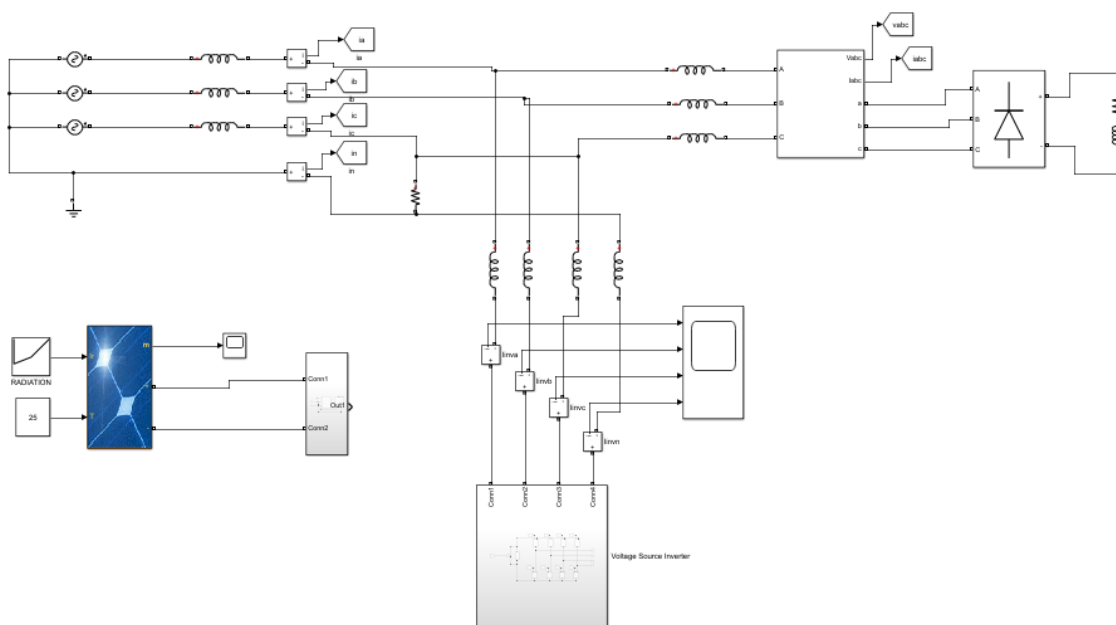 ia
ia
ib
ib
ic
ic
in
in
vabc
iabc
A
B
C
Vabc
Iabc
a
b
c
A
B
C
+
-
RADIATION
25
m
Conn1
Out1
Conn2
Iinva
Iinvb
Iinvc
Iinvn
Conn1
Conn2
Conn3
Conn4
Voltage Source Inverter